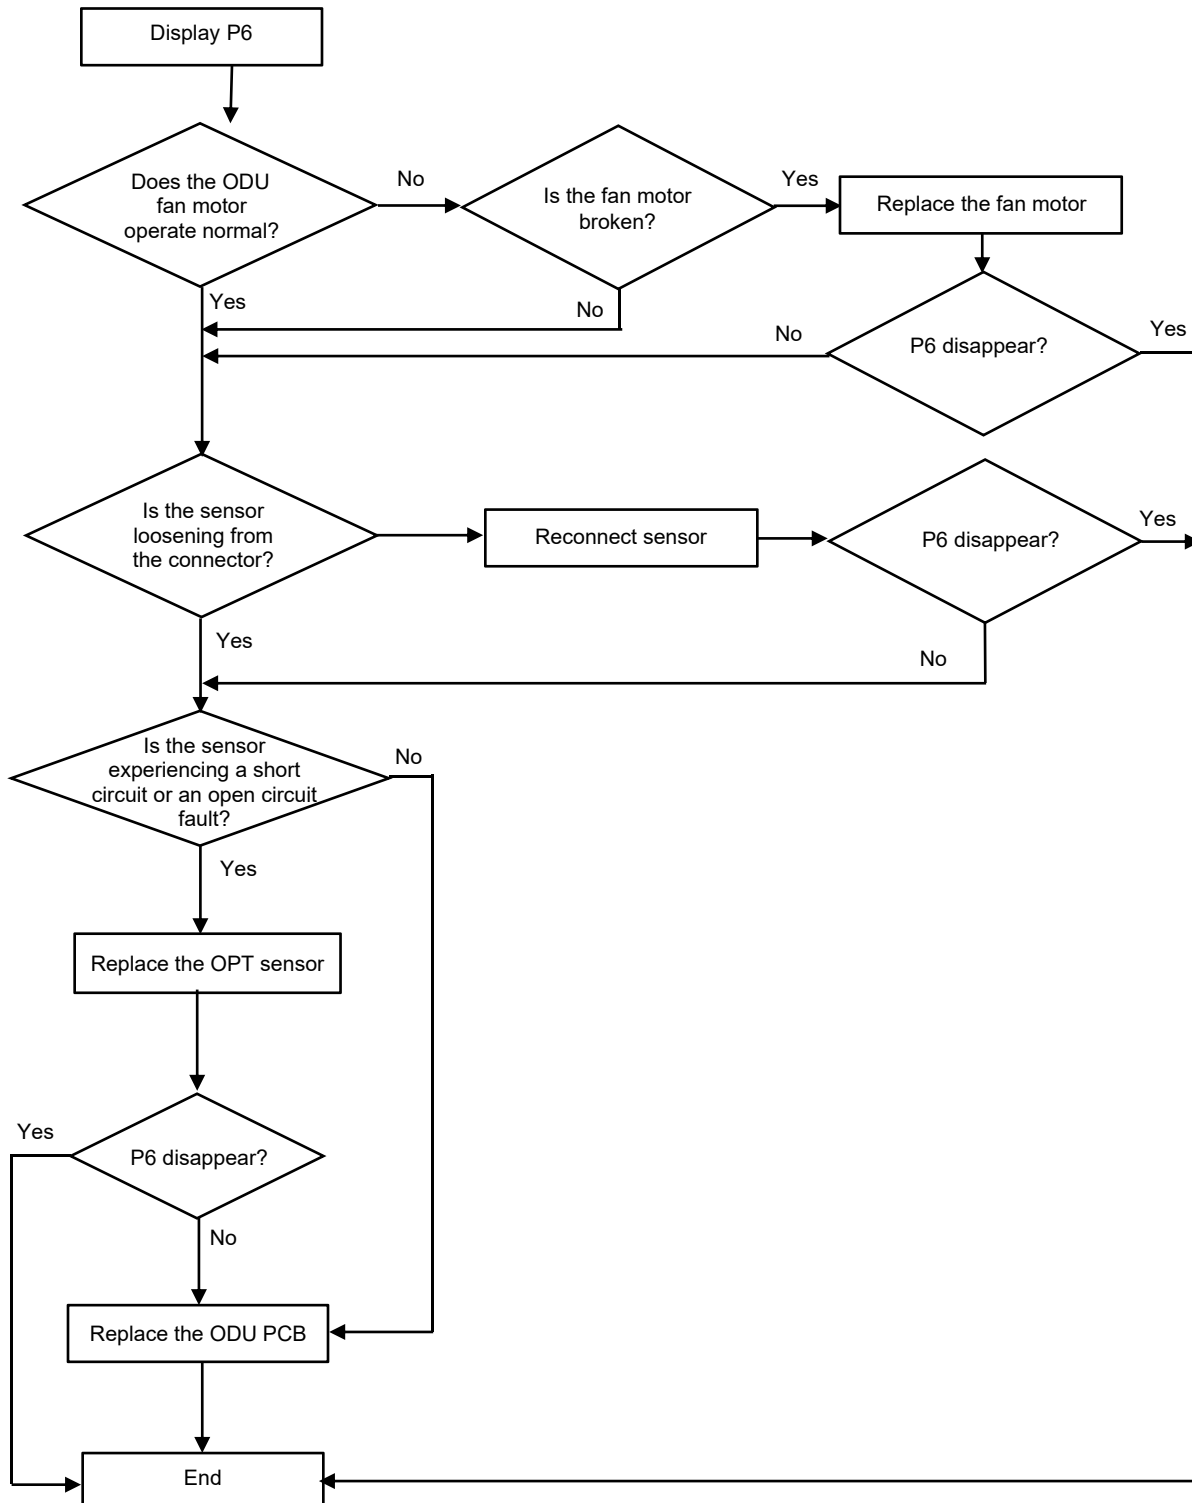 Display P6
Does the ODU
fan motor
operate normal?
No
Is the fan motor
broken?
Yes
Replace the fan motor
Yes
No
No
P6 disappear?
Yes
Is the sensor
loosening from
the connector?
Reconnect sensor
P6 disappear?
Yes
Yes
No
Is the sensor
experiencing a short
circuit or an open circuit
fault?
No
Yes
Replace the OPT sensor
Yes
P6 disappear?
No
Replace the ODU PCB
End